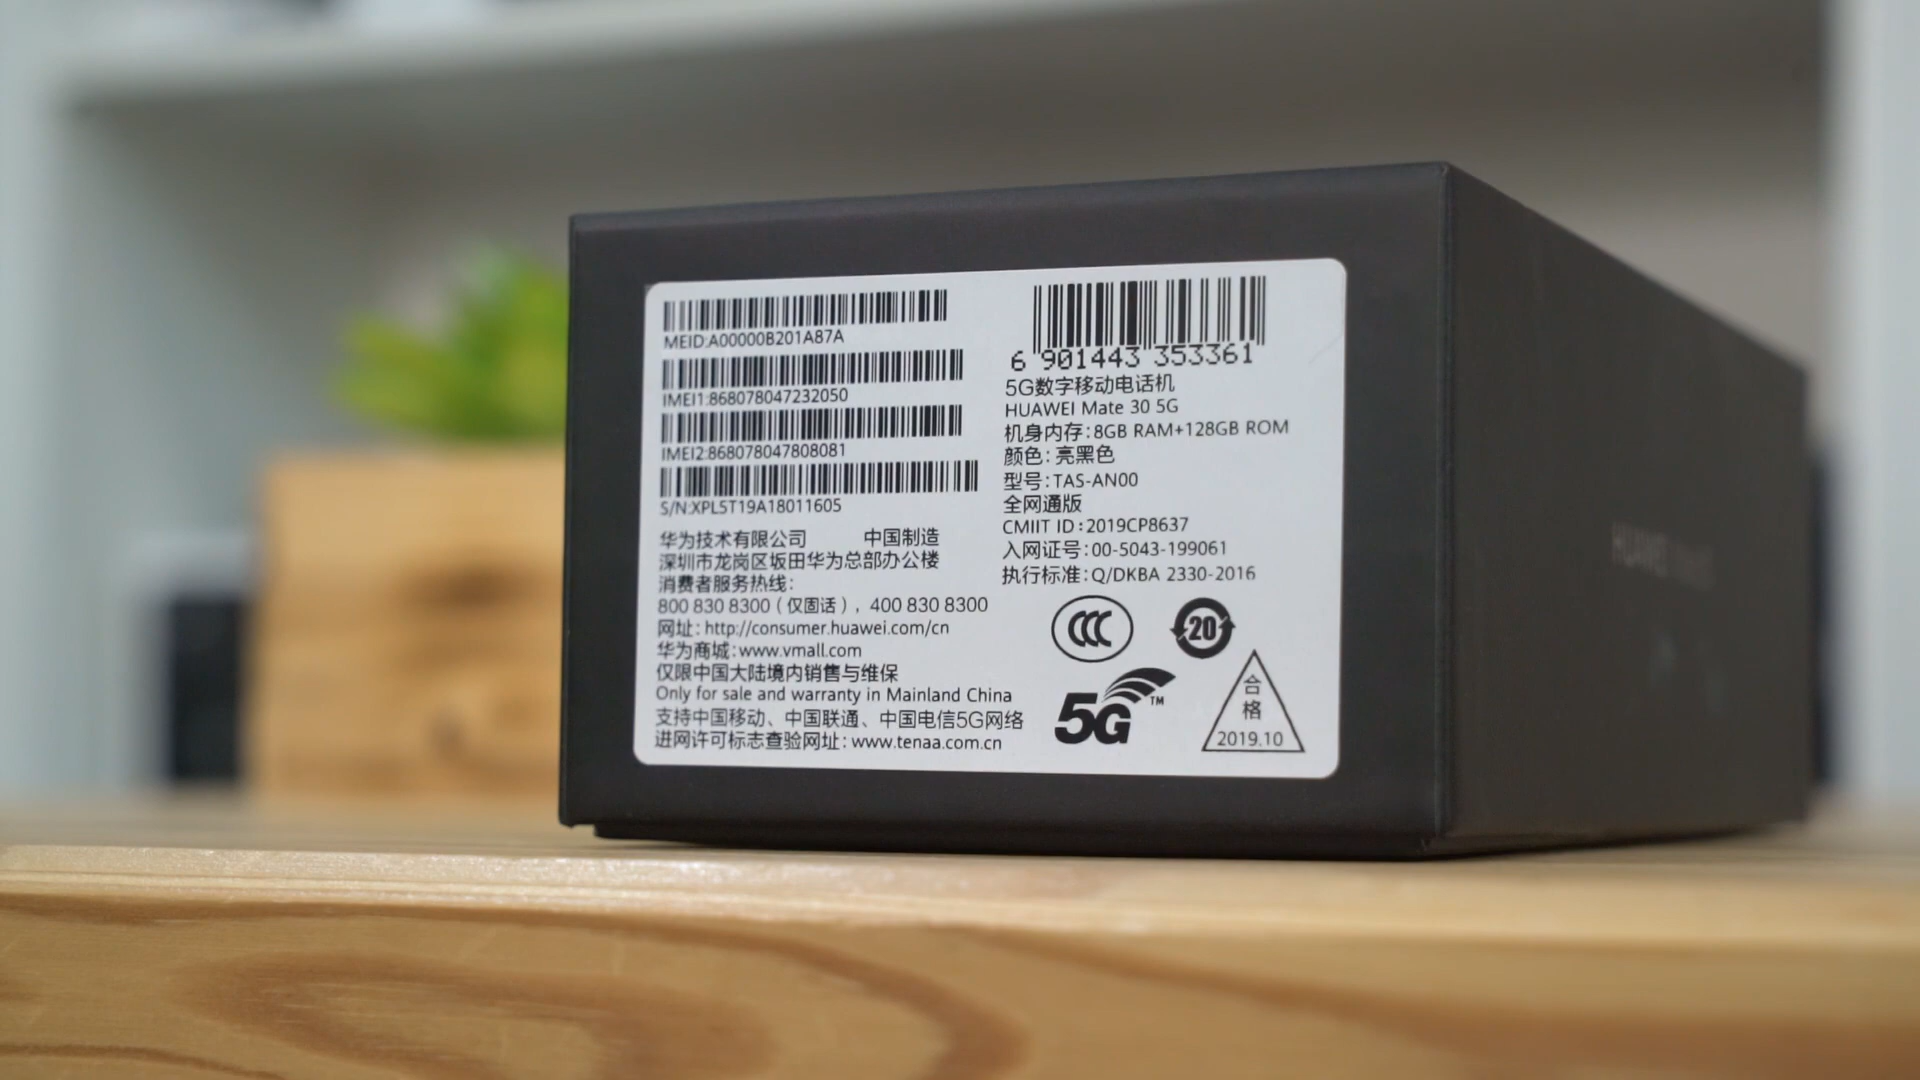 MEID:A00000B201A87A
IMEI1:868078047232050
IMEI2:868078047808081
S/N:XPL5T19A18011605
华为技术有限公司 中国制造
深圳市龙岗区坂田华为总部办公楼
消费者服务热线:
800 830 8300（仅固话），400 830 8300
网址: http://consumer.huawei.com/cn
华为商城:www.vmall.com
仅限中国大陆境内销售与维保
Only for sale and warranty in Mainland China
支持中国移动、中国联通、中国电信5G网络
进网许可标志查验网址:www.tenaa.com.cn
6 901443 353361
5G数字移动电话机
HUAWEI Mate 30 5G
机身内存:8GB RAM+128GB ROM
颜色: 亮黑色
型号:TAS-AN00
全网通版
CMIIT ID:2019CP8637
入网证号:00-5043-199061
执行标准:Q/DKBA 2330-2016
CCC
20
5G™
合
格
2019.10
HUAWEI